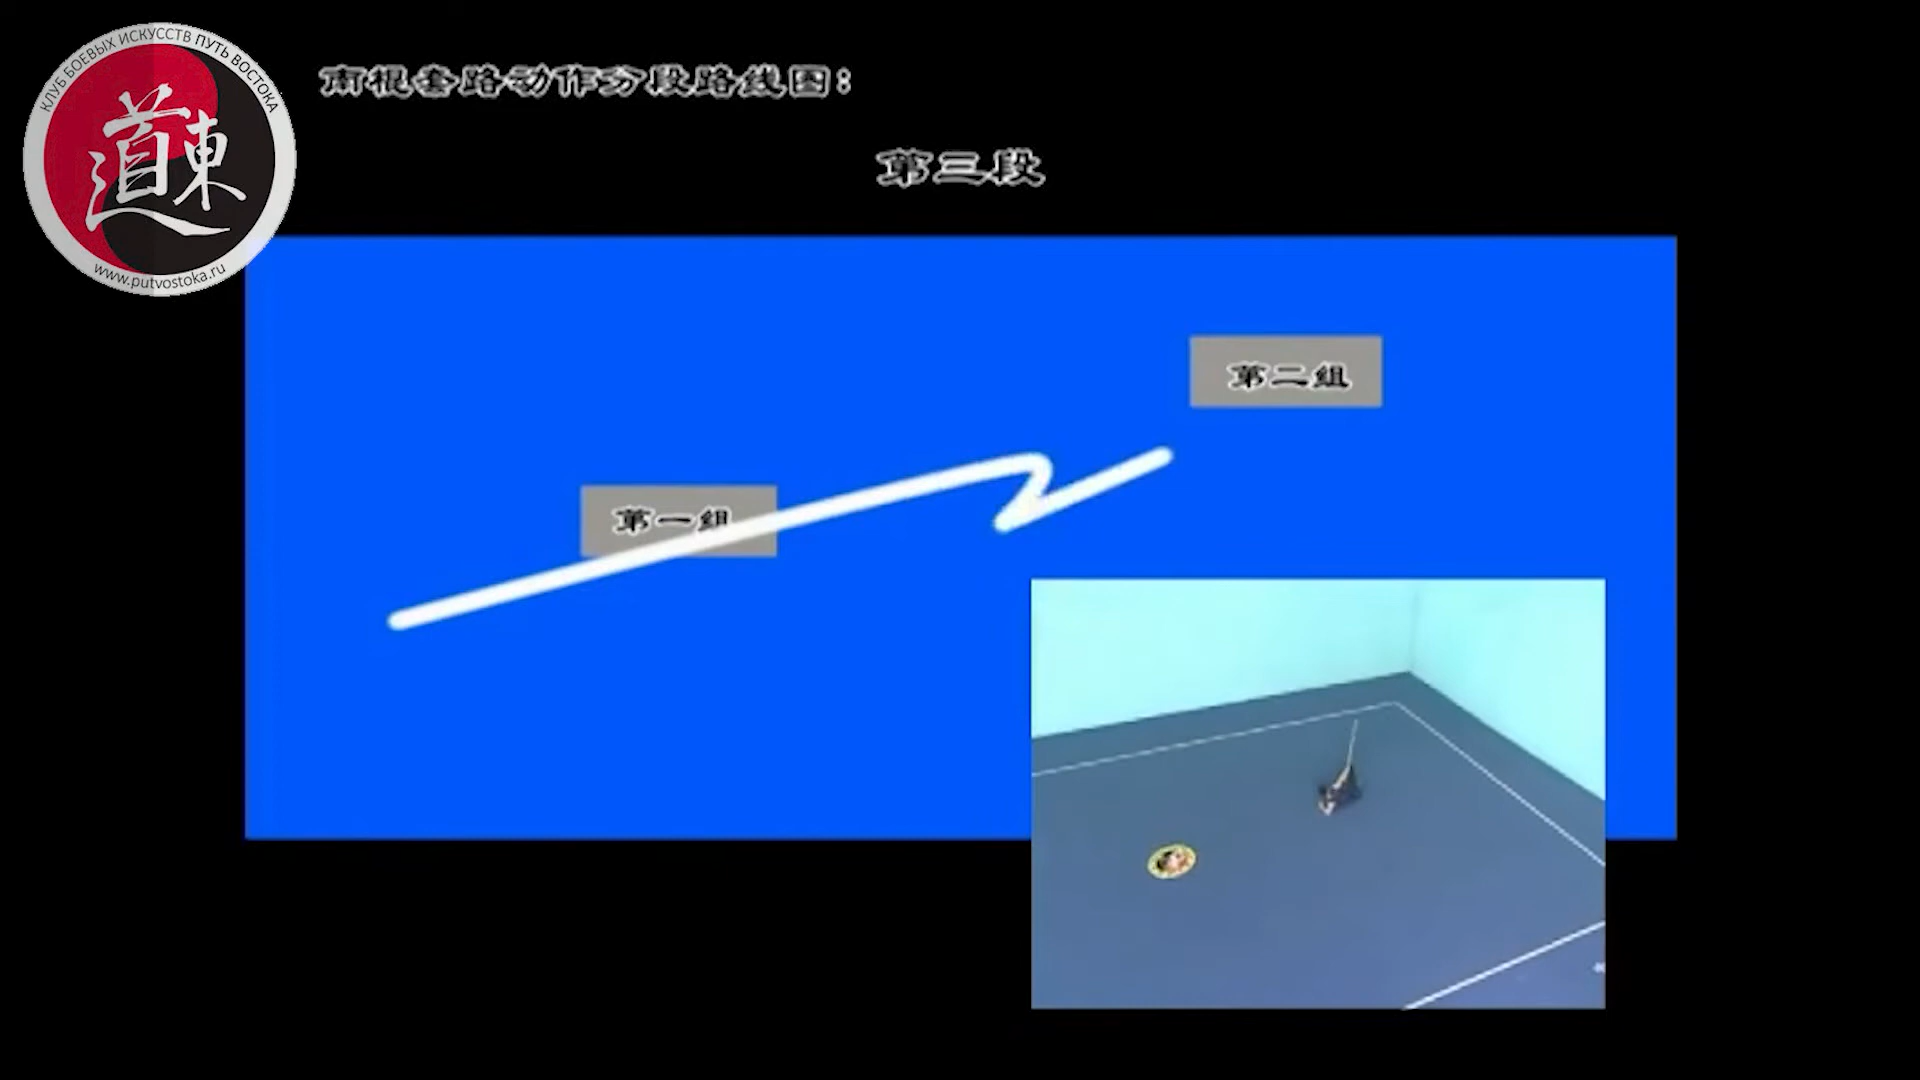 КЛУБ БОЕВЫХ ИСКУССТВ ПУТЬ ВОСТОКА
道東
www.putvostoka.ru
南棍套路动作分段路线图：
第三段
第二组
第一组